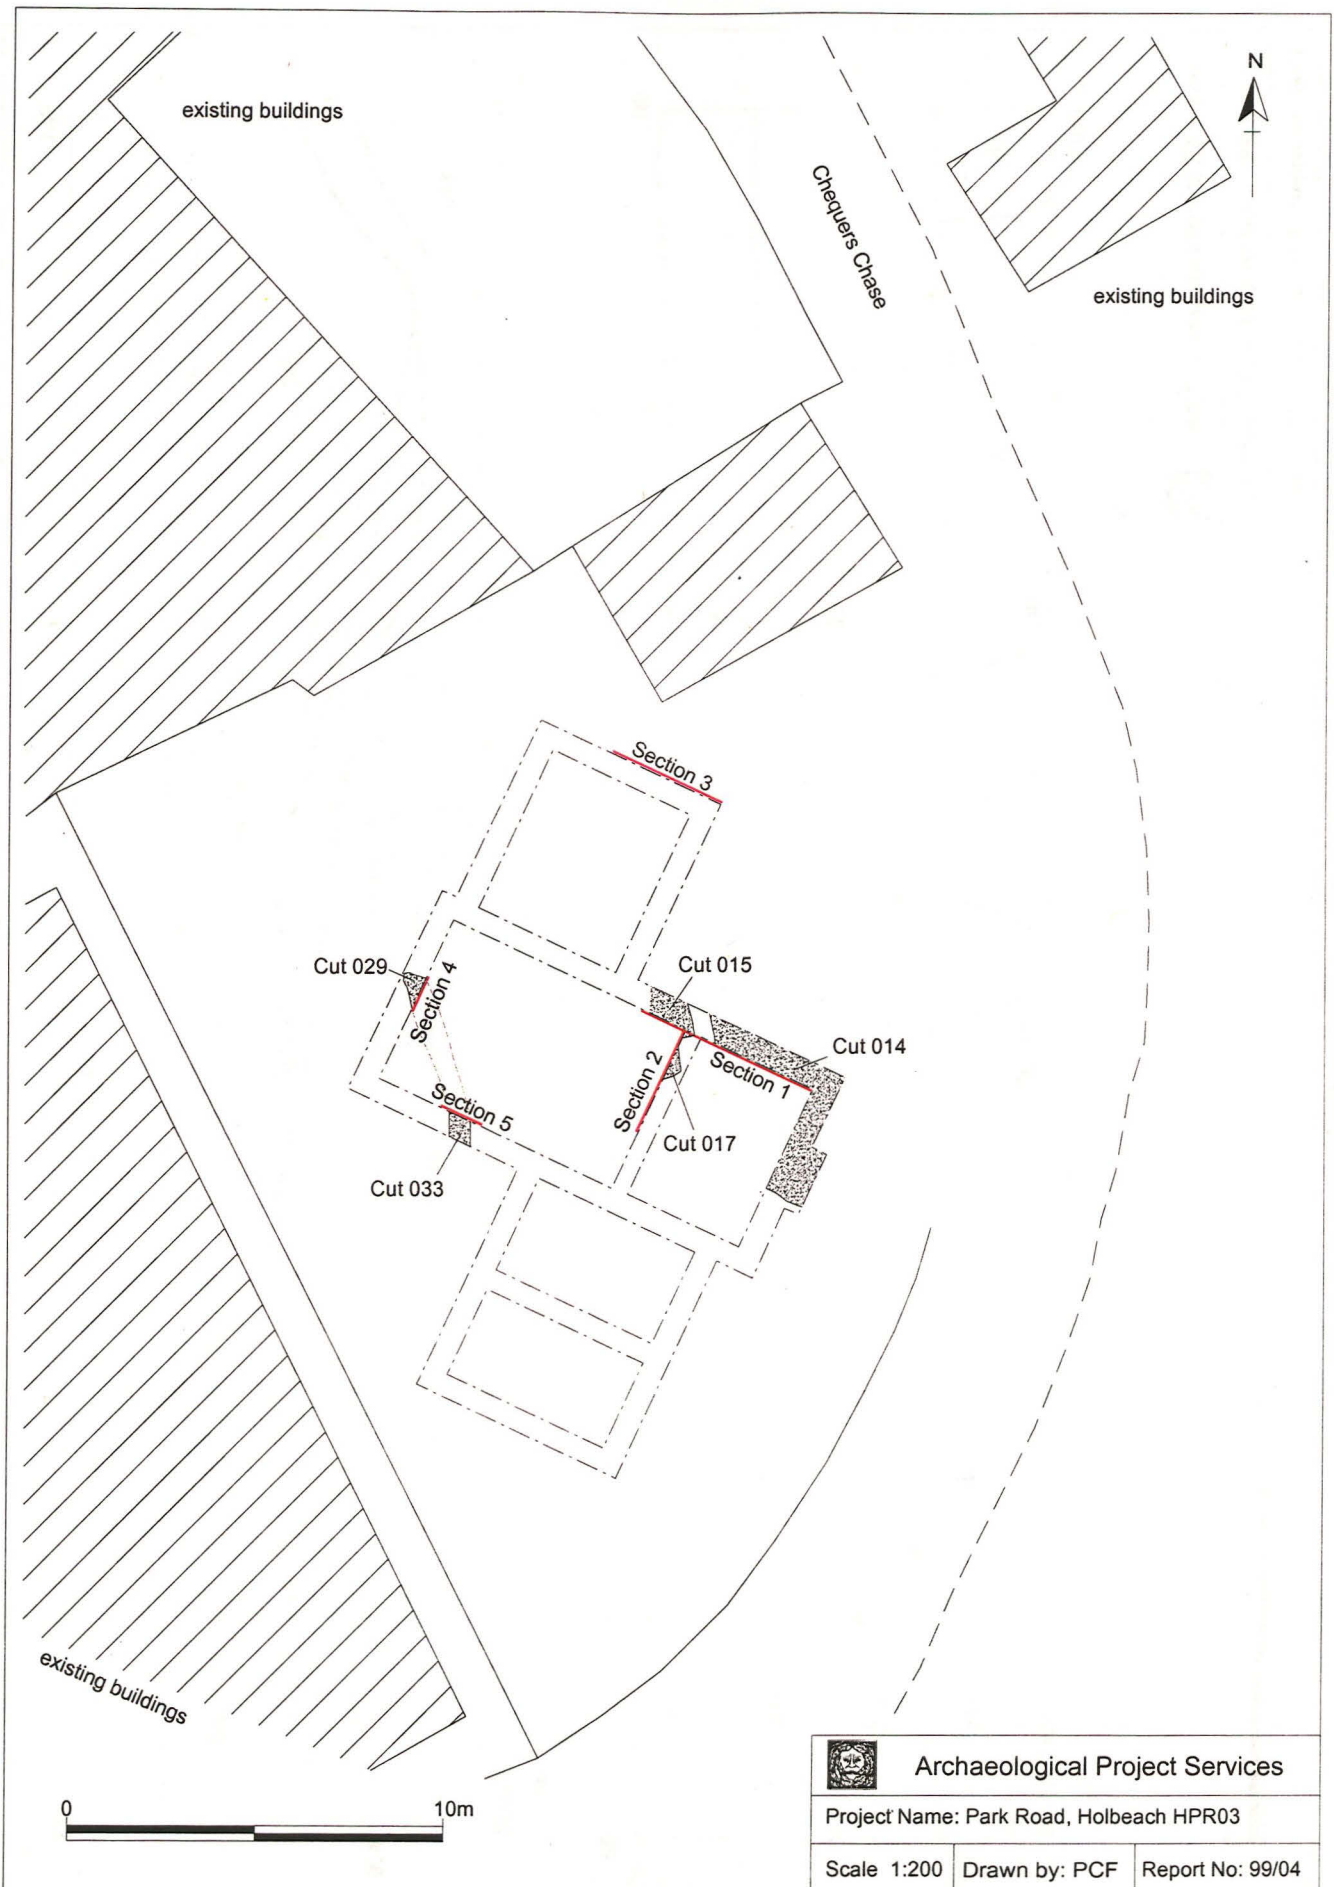 existing buildings
N
Chequers Chase
existing buildings
Section 3
Cut 029
Section 4
Cut 015
Cut 014
Section 1
Section 2
Section 5
Cut 017
Cut 033
existing buildings
0 10m
Archaeological Project Services
Project Name: Park Road, Holbeach HPR03
Scale 1:200
Drawn by: PCF
Report No: 99/04